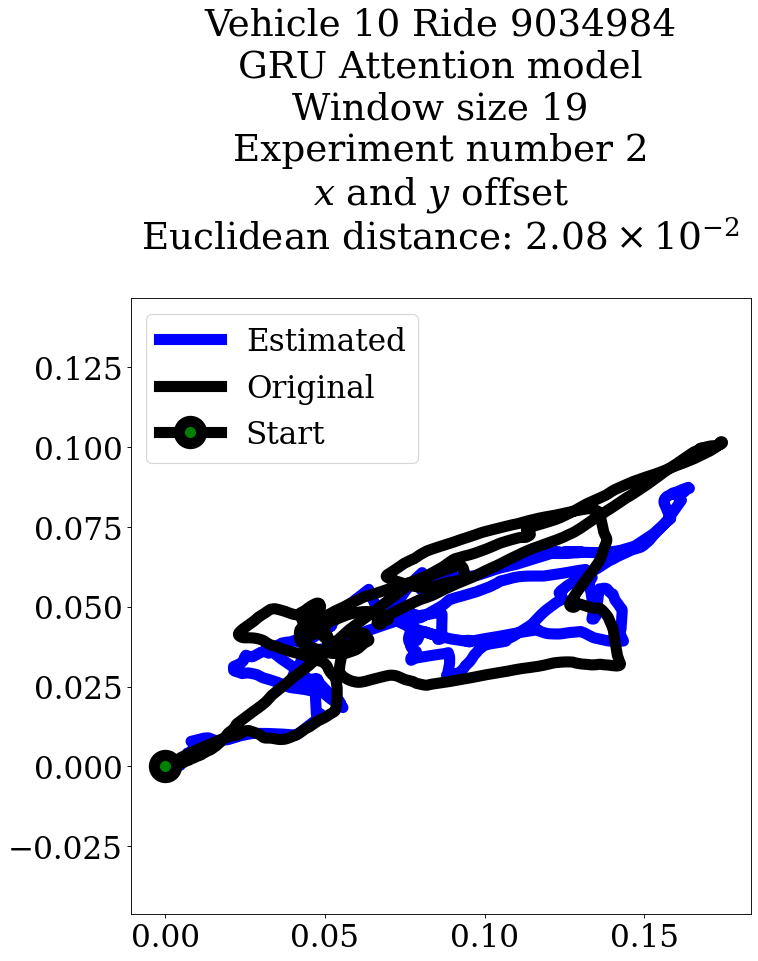 Vehicle 10 Ride 9034984
GRU Attention model
Window size 19
Experiment number 2
x and y offset
Euclidean distance: 2.08 × 10⁻²
Estimated
Original
Start
0.125
0.100
0.075
0.050
0.025
0.000
−0.025
0.00 0.05 0.10 0.15